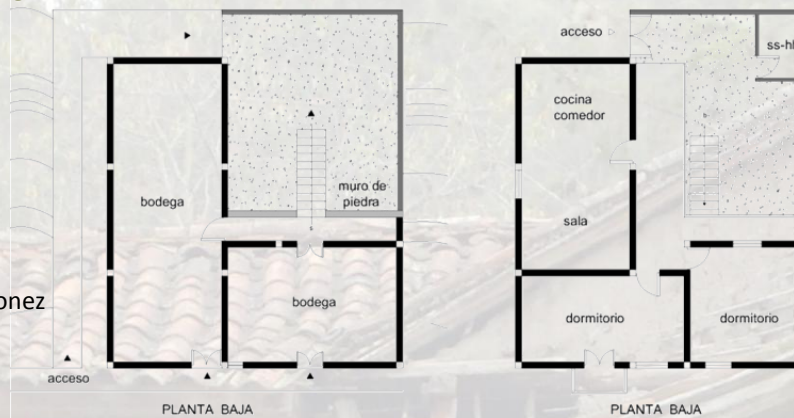 acceso
ss-hh
cocina
comedor
bodega
muro de
piedra
sala
onez
bodega
dormitorio
dormitorio
acceso
PLANTA BAJA
PLANTA BAJA